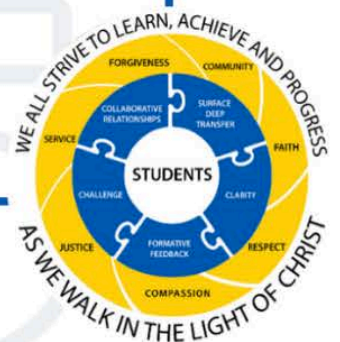 WE ALL STRIVE TO LEARN, ACHIEVE AND PROGRESS
FORGIVENESS
COMMUNITY
COLLABORATIVE
RELATIONSHIPS
SURFACE
DEEP
TRANSFER
SERVICE
FAITH
STUDENTS
CHALLENGE
CLARITY
FORMATIVE
FEEDBACK
JUSTICE
RESPECT
COMPASSION
AS WE WALK IN THE LIGHT OF CHRIST